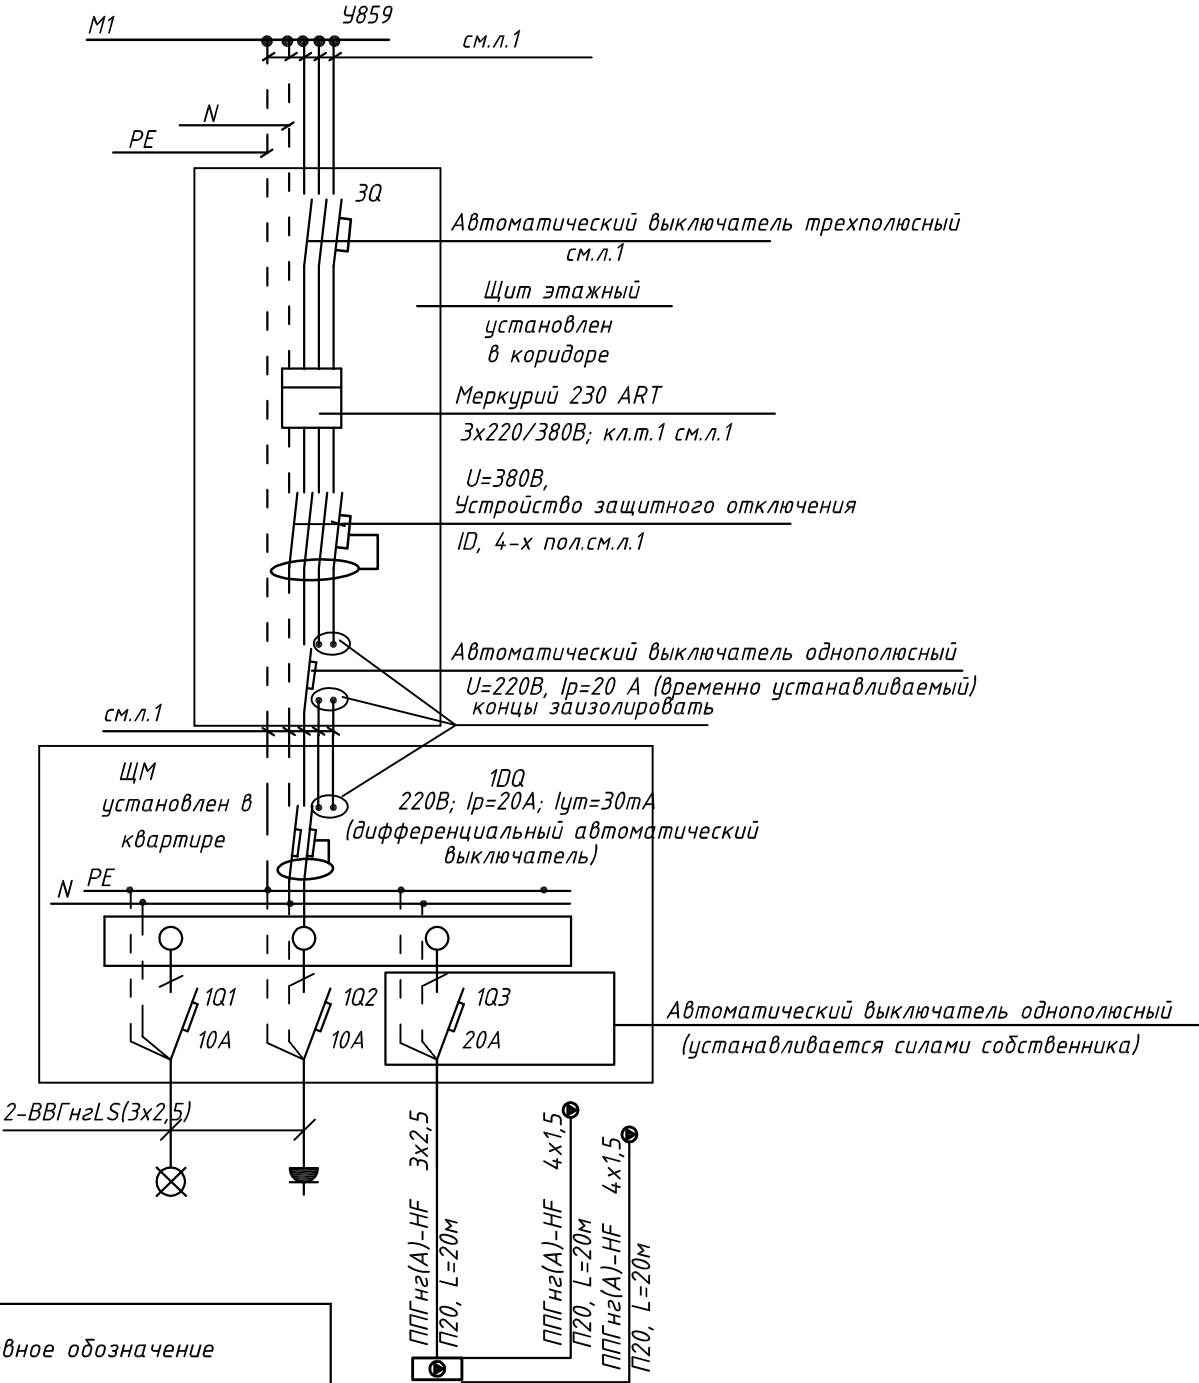 М1
У859
см.л.1
N
PE
3Q
Автоматический выключатель трехполюсный
см.л.1
Щит этажный
установлен
в коридоре
Меркурий 230 ART
3х220/380В; кл.т.1 см.л.1
U=380В,
Устройство защитного отключения
ID, 4-х пол.см.л.1
Автоматический выключатель однополюсный
U=220В, Iр=20 А (временно устанавливаемый)
концы заизолировать
см.л.1
ЩМ
установлен в
квартире
1DQ
220В; Iр=20А; Iут=30mA
(дифференциальный автоматический
выключатель)
PE
N
1Q1
10А
1Q2
10А
1Q3
20А
Автоматический выключатель однополюсный
(устанавливается силами собственника)
2-ВВГнгLS(3х2,5)
ППГнг(А)-HF 3х2,5
П20, L=20м
ППГнг(А)-HF 4х1,5
П20, L=20м
ППГнг(А)-HF 4х1,5
П20, L=20м
вное обозначение